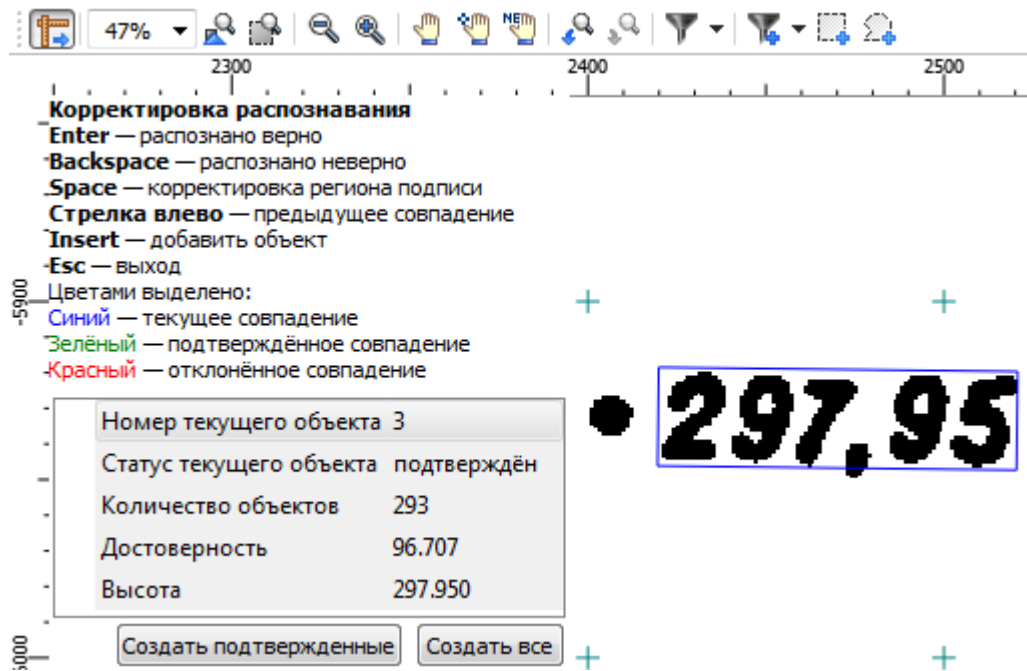 47%
NEW
2300 2400 2500
Корректировка распознавания
Enter — распознано верно
Backspace — распознано неверно
Space — корректировка региона подписи
Стрелка влево — предыдущее совпадение
Insert — добавить объект
Esc — выход
Цветами выделено:
Синий — текущее совпадение
Зелёный — подтверждённое совпадение
Красный — отклонённое совпадение
-5900
297,95
Номер текущего объекта 3
Статус текущего объекта подтверждён
Количество объектов 293
Достоверность 96.707
Высота 297.950
Создать подтвержденные Создать все